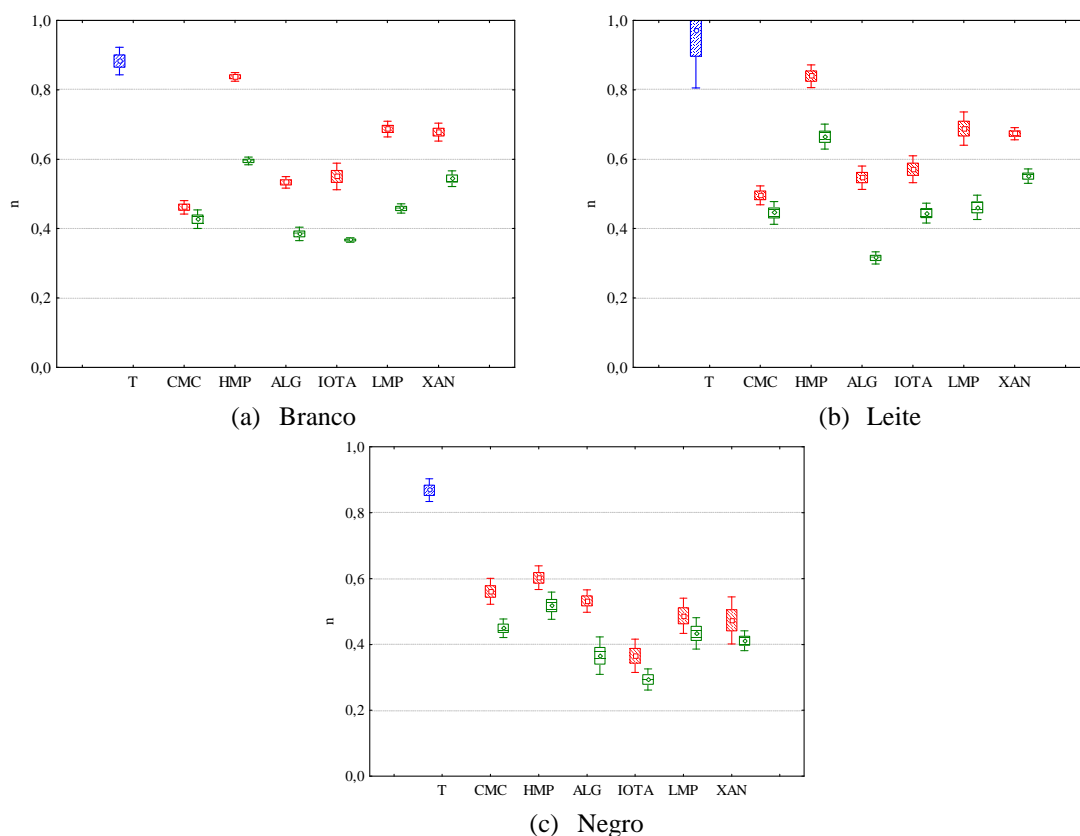 1,0
0,8
0,6
n
0,4
0,2
0,0
T CMC HMP ALG IOTA LMP XAN
(a) Branco
1,0
0,8
0,6
n
0,4
0,2
0,0
T CMC HMP ALG IOTA LMP XAN
(b) Leite
1,0
0,8
0,6
n
0,4
0,2
0,0
T CMC HMP ALG IOTA LMP XAN
(c) Negro